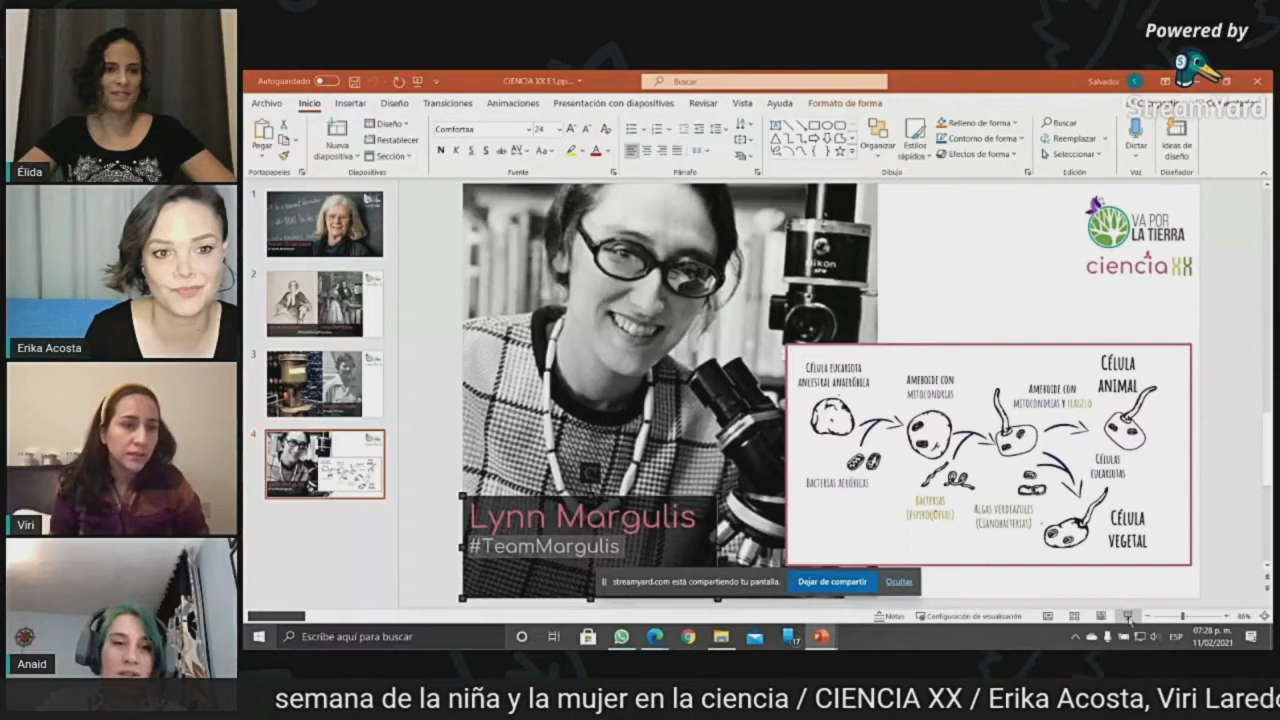 Powered by
StreamYard
Élida
Erika Acosta
Viri
Anaid
Autoguardado
CIENCIA XX E1.pp...
Buscar
Salvador
Archivo
Inicio
Insertar
Diseño
Transiciones
Animaciones
Presentación con diapositivas
Revisar
Vista
Ayuda
Formato de forma
Pegar
Nueva
diapositiva
Diseño
Restablecer
Sección
Comfortaa
24
Organizar
Estilos
rápidos
Relleno de forma
Contorno de forma
Efectos de forma
Buscar
Reemplazar
Seleccionar
Dictar
Ideas de
diseño
Portapapeles
Diapositivas
Fuente
Párrafo
Dibujo
Edición
Voz
Diseñador
1
2
3
4
Nikon
VA POR
LA TIERRA
ciencia XX
CÉLULA EUCARIOTA
ANCESTRAL ANAERÓBICA
AMEBOIDE CON
MITOCONDRIAS
AMEBOIDE CON
MITOCONDRIAS Y FLAGELO
CÉLULA
ANIMAL
BACTERIAS AERÓBICAS
BACTERIAS
(ESPIROQUETAS)
ALGAS VERDEAZULES
(CIANOBACTERIAS)
CÉLULAS
EUCARIOTAS
CÉLULA
VEGETAL
Lynn Margulis
#TeamMargulis
streamyard.com está compartiendo tu pantalla.
Dejar de compartir
Ocultar
Notas
Configuración de visualización
86%
Escribe aquí para buscar
17
ESP
07:28 p. m.
11/02/2021
semana de la niña y la mujer en la ciencia / CIENCIA XX / Erika Acosta, Viri Laredo